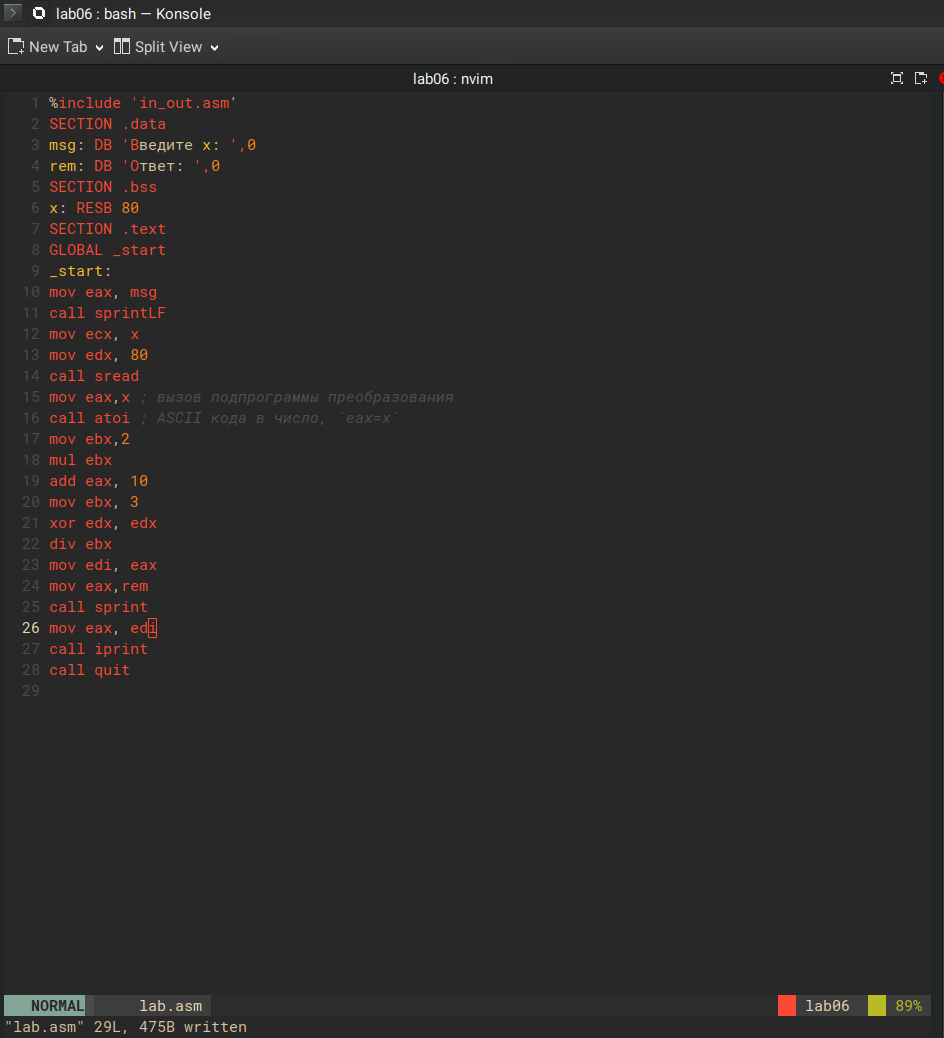 lab06 : bash — Konsole
New Tab Split View
lab06 : nvim
1 %include 'in_out.asm'
2 SECTION .data
3 msg: DB 'Введите x: ',0
4 rem: DB 'Ответ: ',0
5 SECTION .bss
6 x: RESB 80
7 SECTION .text
8 GLOBAL _start
9 _start:
10 mov eax, msg
11 call sprintLF
12 mov ecx, x
13 mov edx, 80
14 call sread
15 mov eax,x ; вызов подпрограммы преобразования
16 call atoi ; ASCII кода в число, `eax=x`
17 mov ebx,2
18 mul ebx
19 add eax, 10
20 mov ebx, 3
21 xor edx, edx
22 div ebx
23 mov edi, eax
24 mov eax,rem
25 call sprint
26 mov eax, edi
27 call iprint
28 call quit
29
NORMAL lab.asm lab06 89%
"lab.asm" 29L, 475B written